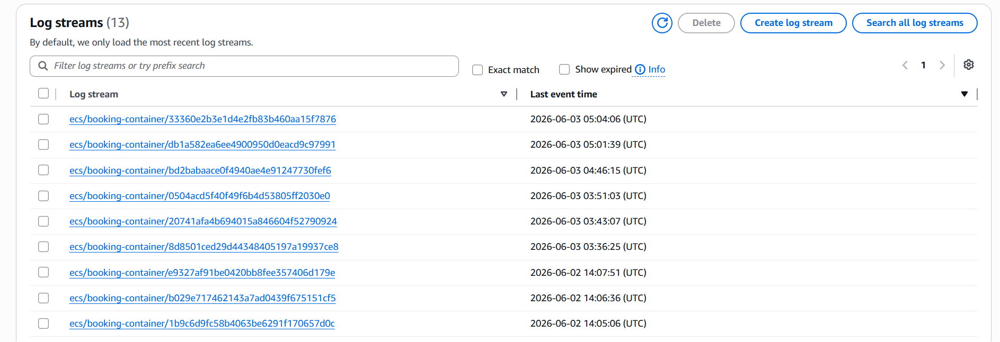 Log streams (13)
Delete
Create log stream
Search all log streams
By default, we only load the most recent log streams.
Filter log streams or try prefix search
Exact match
Show expired
Info
1
Log stream
Last event time
ecs/booking-container/33360e2b3e1d4e2fb83b460aa15f7876 2026-06-03 05:04:06 (UTC)
ecs/booking-container/db1a582ea6ee4900950d0eacd9c97991 2026-06-03 05:01:39 (UTC)
ecs/booking-container/bd2babaace0f4940ae4e91247730fef6 2026-06-03 04:46:15 (UTC)
ecs/booking-container/0504acd5f40f49f6b4d53805ff2030e0 2026-06-03 03:51:03 (UTC)
ecs/booking-container/20741afa4b694015a846604f52790924 2026-06-03 03:43:07 (UTC)
ecs/booking-container/8d8501ced29d44348405197a19937ce8 2026-06-03 03:36:25 (UTC)
ecs/booking-container/e9327af91be0420bb8fee357406d179e 2026-06-02 14:07:51 (UTC)
ecs/booking-container/b029e717462143a7ad0439f675151cf5 2026-06-02 14:06:36 (UTC)
ecs/booking-container/1b9c6d9fc58b4063be6291f170657d0c 2026-06-02 14:05:06 (UTC)